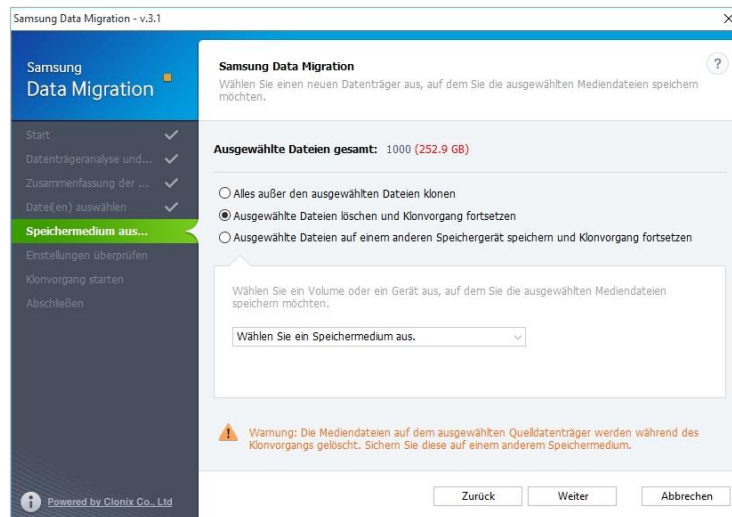 Samsung Data Migration - v.3.1
Samsung
Data Migration
Start
Datenträgeranalyse und...
Zusammenfassung der ...
Datei(en) auswählen
Speichermedium aus...
Einstellungen überprüfen
Klonvorgang starten
Abschließen
Powered by Clonix Co., Ltd
Samsung Data Migration
?
Wählen Sie einen neuen Datenträger aus, auf dem Sie die ausgewählten Mediendateien speichern
möchten.
Ausgewählte Dateien gesamt: 1000 (252.9 GB)
Alles außer den ausgewählten Dateien klonen
Ausgewählte Dateien löschen und Klonvorgang fortsetzen
Ausgewählte Dateien auf einem anderen Speichergerät speichern und Klonvorgang fortsetzen
Wählen Sie ein Volume oder ein Gerät aus, auf dem Sie die ausgewählten Mediendateien
speichern möchten.
Wählen Sie ein Speichermedium aus.
Warnung: Die Mediendateien auf dem ausgewählten Quelldatenträger werden während des
Klonvorgangs gelöscht. Sichern Sie diese auf einem anderem Speichermedium.
Zurück
Weiter
Abbrechen